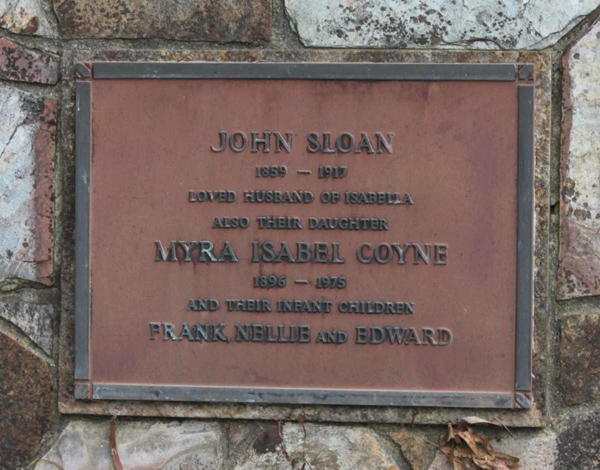 JOHN SLOAN
1859 — 1917
LOVED HUSBAND OF ISABELLA
ALSO THEIR DAUGHTER
MYRA ISABEL COYNE
1896 — 1975
AND THEIR INFANT CHILDREN
FRANK, NELLIE AND EDWARD